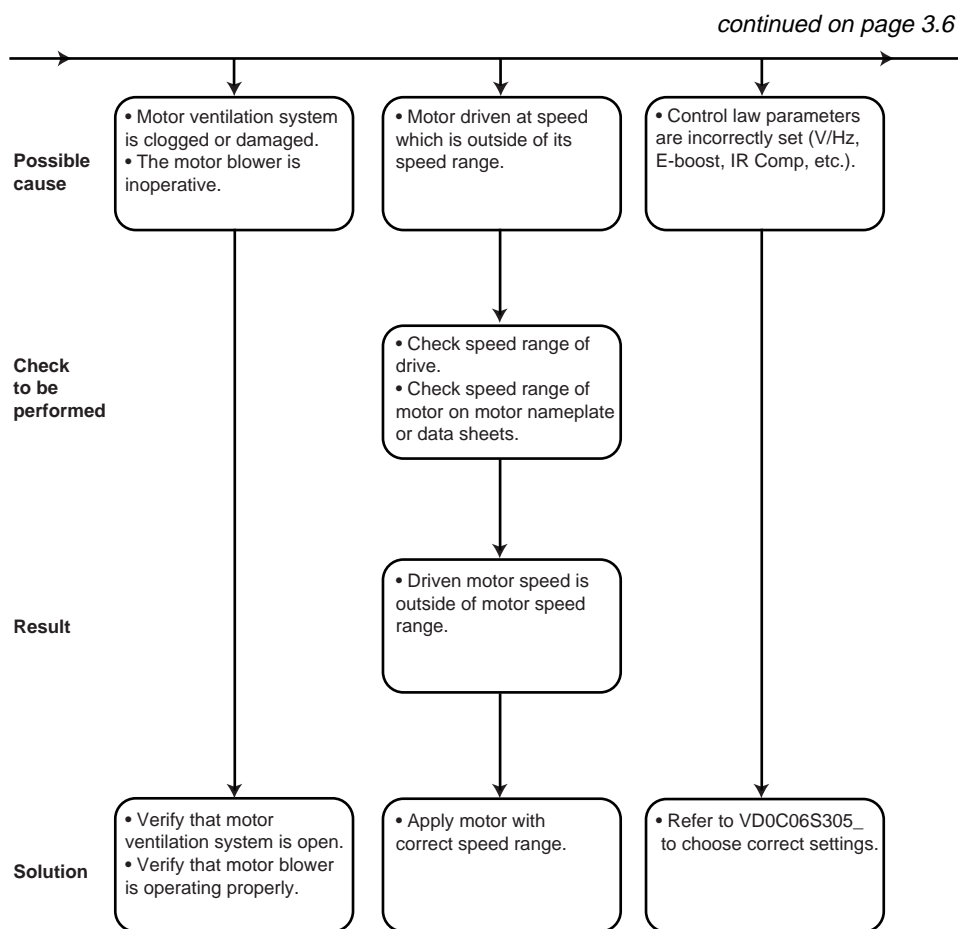 continued on page 3.6
Possible
cause
• Motor ventilation system
is clogged or damaged.
• The motor blower is
inoperative.
• Motor driven at speed
which is outside of its
speed range.
• Control law parameters
are incorrectly set (V/Hz,
E-boost, IR Comp, etc.).
Check
to be
performed
• Check speed range of
drive.
• Check speed range of
motor on motor nameplate
or data sheets.
Result
• Driven motor speed is
outside of motor speed
range.
Solution
• Verify that motor
ventilation system is open.
• Verify that motor blower
is operating properly.
• Apply motor with
correct speed range.
• Refer to VD0C06S305_
to choose correct settings.